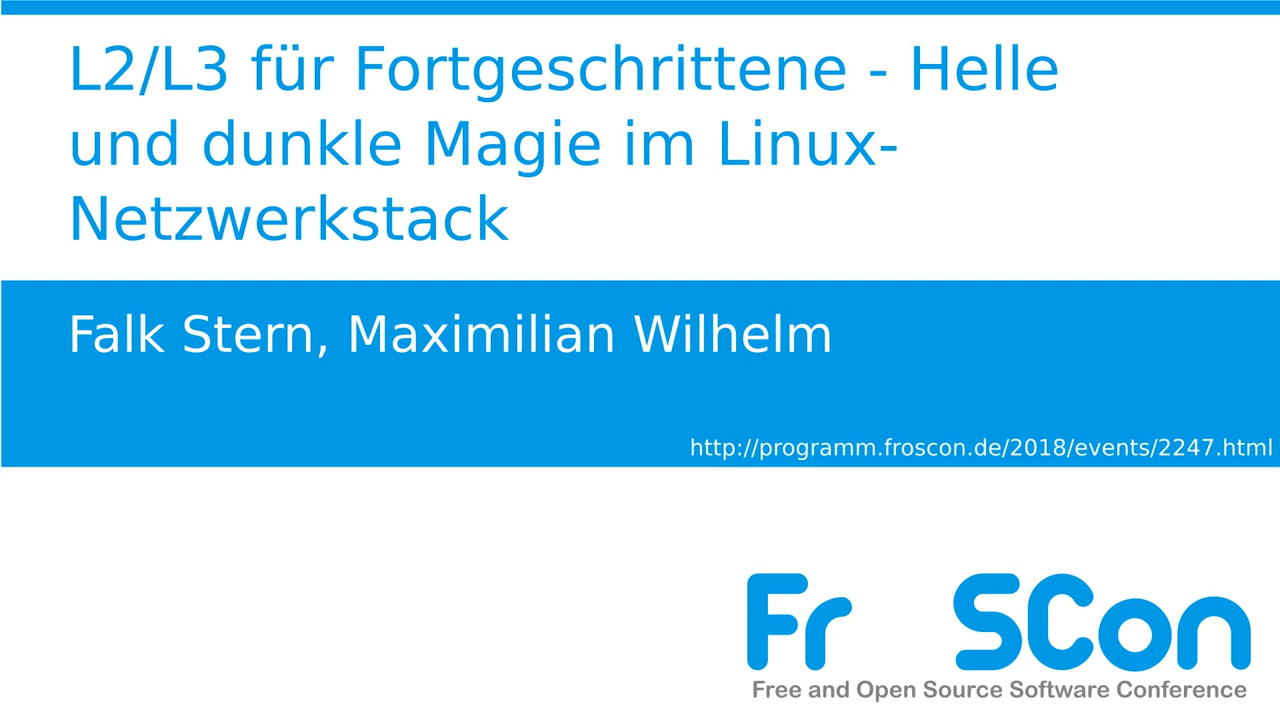 L2/L3 für Fortgeschrittene - Helle
und dunkle Magie im Linux-
Netzwerkstack
Falk Stern, Maximilian Wilhelm
http://programm.froscon.de/2018/events/2247.html
Fr SCon
Free and Open Source Software Conference